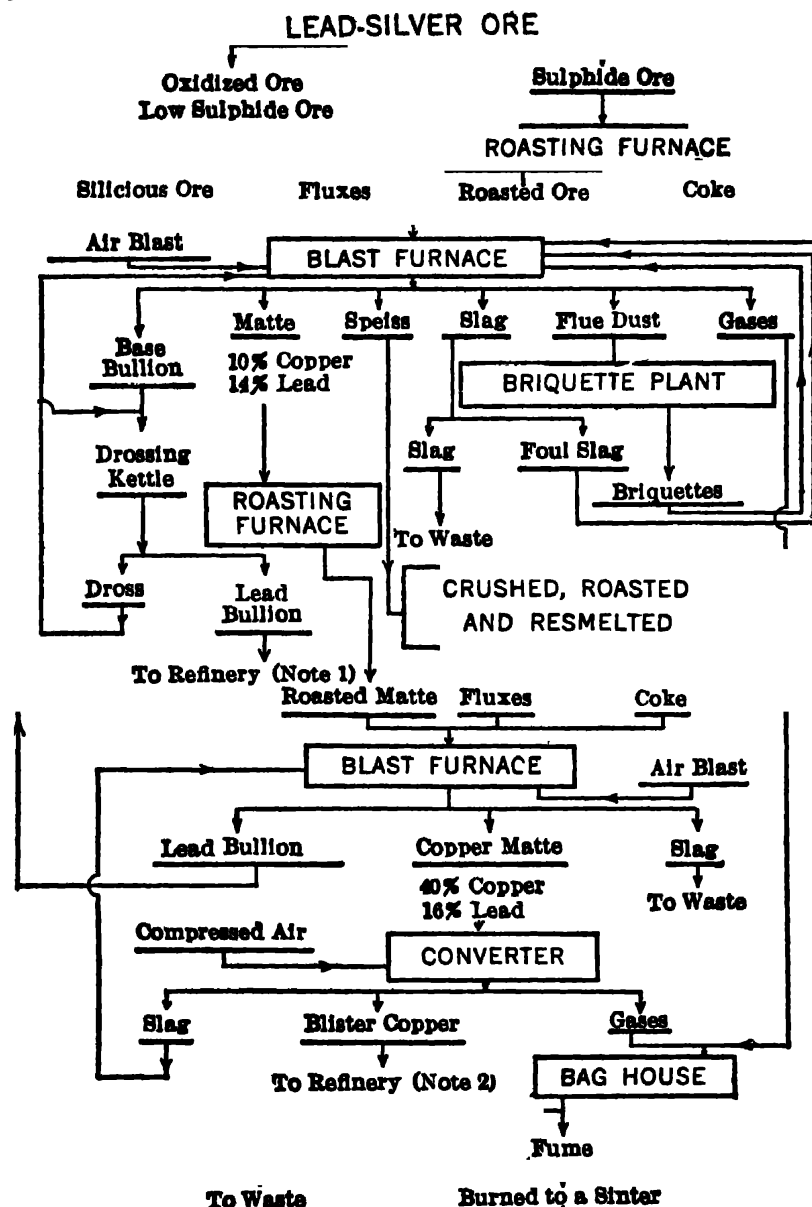 LEAD-SILVER ORE
Oxidized Ore
Low Sulphide Ore
Sulphide Ore
ROASTING FURNACE
Silicious Ore
Fluxes
Roasted Ore
Coke
Air Blast
BLAST FURNACE
Base
Bullion
Matte
10% Copper
14% Lead
Speiss
Slag
Flue Dust
Gases
BRIQUETTE PLANT
Drossing
Kettle
Slag
Foul Slag
Briquettes
ROASTING
FURNACE
To Waste
Dross
Lead
Bullion
CRUSHED, ROASTED
AND RESMELTED
To Refinery (Note 1)
Roasted Matte
Fluxes
Coke
BLAST FURNACE
Air Blast
Lead Bullion
Copper Matte
40% Copper
16% Lead
Slag
To Waste
Compressed Air
CONVERTER
Slag
Blister Copper
Gases
To Refinery (Note 2)
BAG HOUSE
Fume
To Waste
Burned to a Sinter